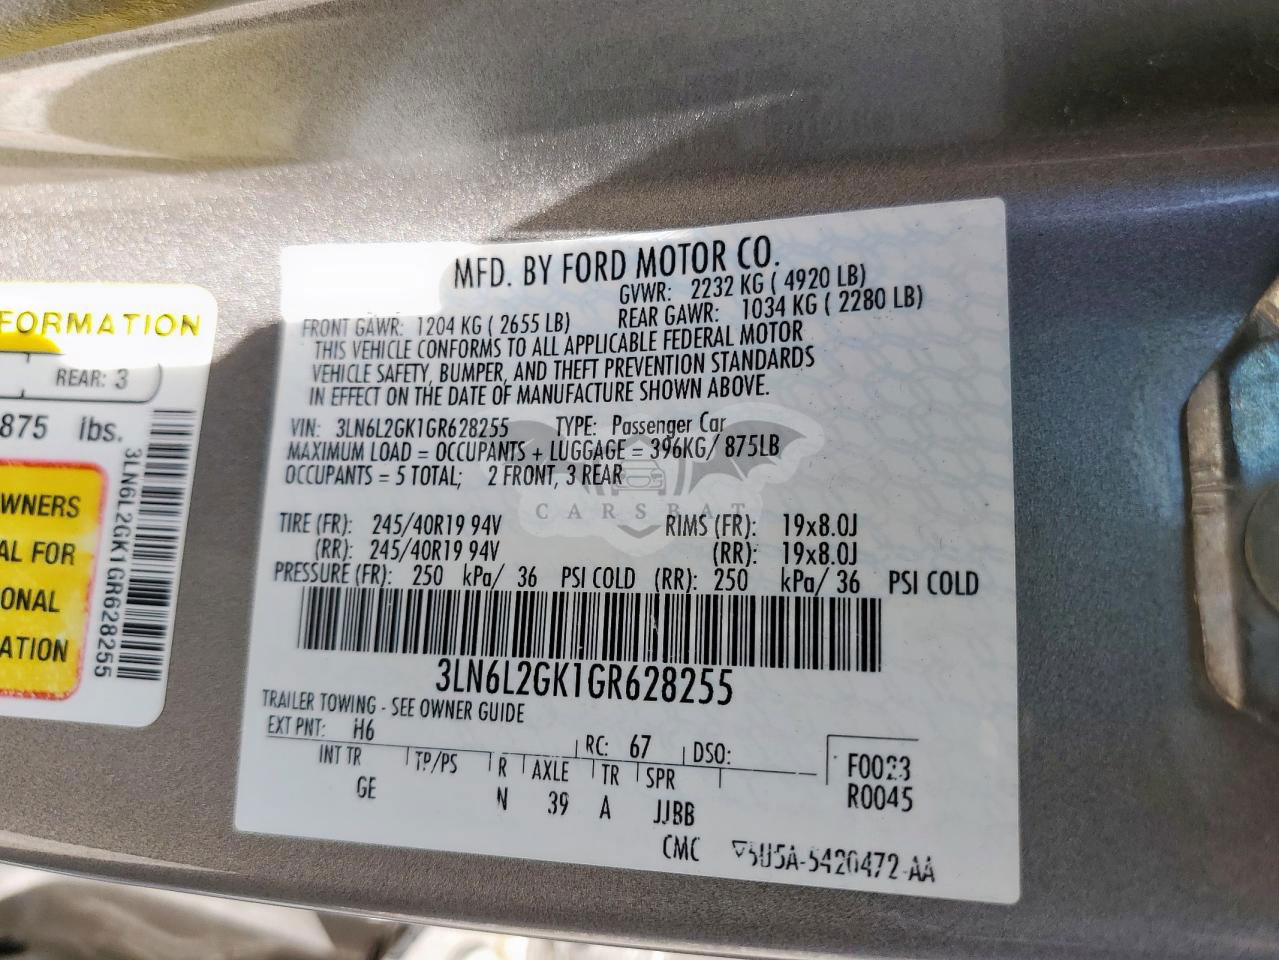 FORMATION
REAR: 3
875 lbs.
WNERS
AL FOR
ONAL
ATION
3LN6L2GK1GR628255
MFD. BY FORD MOTOR CO.
GVWR: 2232 KG ( 4920 LB)
FRONT GAWR: 1204 KG ( 2655 LB) REAR GAWR: 1034 KG ( 2280 LB)
THIS VEHICLE CONFORMS TO ALL APPLICABLE FEDERAL MOTOR
VEHICLE SAFETY, BUMPER, AND THEFT PREVENTION STANDARDS
IN EFFECT ON THE DATE OF MANUFACTURE SHOWN ABOVE.
VIN: 3LN6L2GK1GR628255 TYPE: Passenger Car
MAXIMUM LOAD = OCCUPANTS + LUGGAGE = 396KG/ 875LB
OCCUPANTS = 5 TOTAL; 2 FRONT, 3 REAR
CARSBAT
TIRE (FR): 245/40R19 94V RIMS (FR): 19x8.0J
(RR): 245/40R19 94V (RR): 19x8.0J
PRESSURE (FR): 250 kPa/ 36 PSI COLD (RR): 250 kPa/ 36 PSI COLD
3LN6L2GK1GR628255
TRAILER TOWING - SEE OWNER GUIDE
EXT PNT: H6 RC: 67 DSO:
INT TR TP/PS R AXLE TR SPR F0023
GE N 39 A JJBB R0045
CMC 5U5A-5420472-AA